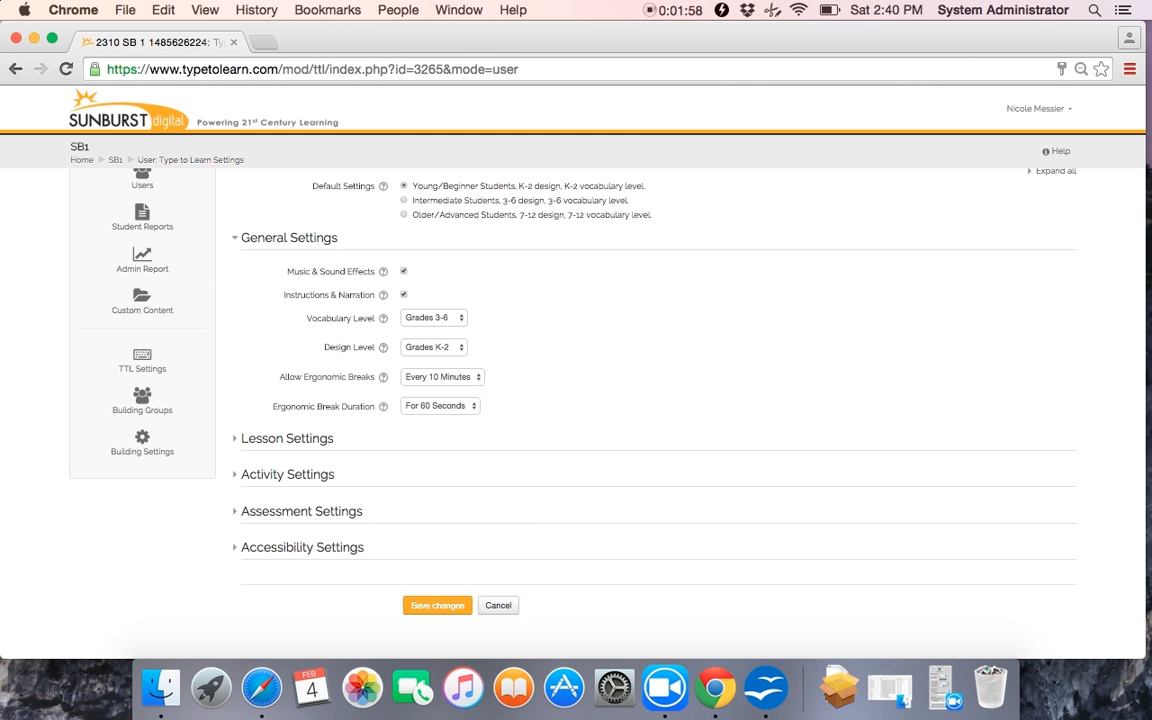 Chrome File Edit View History Bookmarks People Window Help 0:01:58 Sat 2:40 PM System Administrator
2310 SB 1 1485626224: Ty
https://www.typetolearn.com/mod/ttl/index.php?id=3265&mode=user
SUNBURST digital Powering 21st Century Learning
Nicole Messier
SB1
Home SB1 User: Type to Learn Settings
Help
Expand all
Users
Student Reports
Admin Report
Custom Content
TTL Settings
Building Groups
Building Settings
Default Settings
Young/Beginner Students, K-2 design, K-2 vocabulary level.
Intermediate Students, 3-6 design, 3-6 vocabulary level.
Older/Advanced Students, 7-12 design, 7-12 vocabulary level.
General Settings
Music & Sound Effects
Instructions & Narration
Vocabulary Level Grades 3-6
Design Level Grades K-2
Allow Ergonomic Breaks Every 10 Minutes
Ergonomic Break Duration For 60 Seconds
Lesson Settings
Activity Settings
Assessment Settings
Accessibility Settings
Save changes Cancel
FEB
4